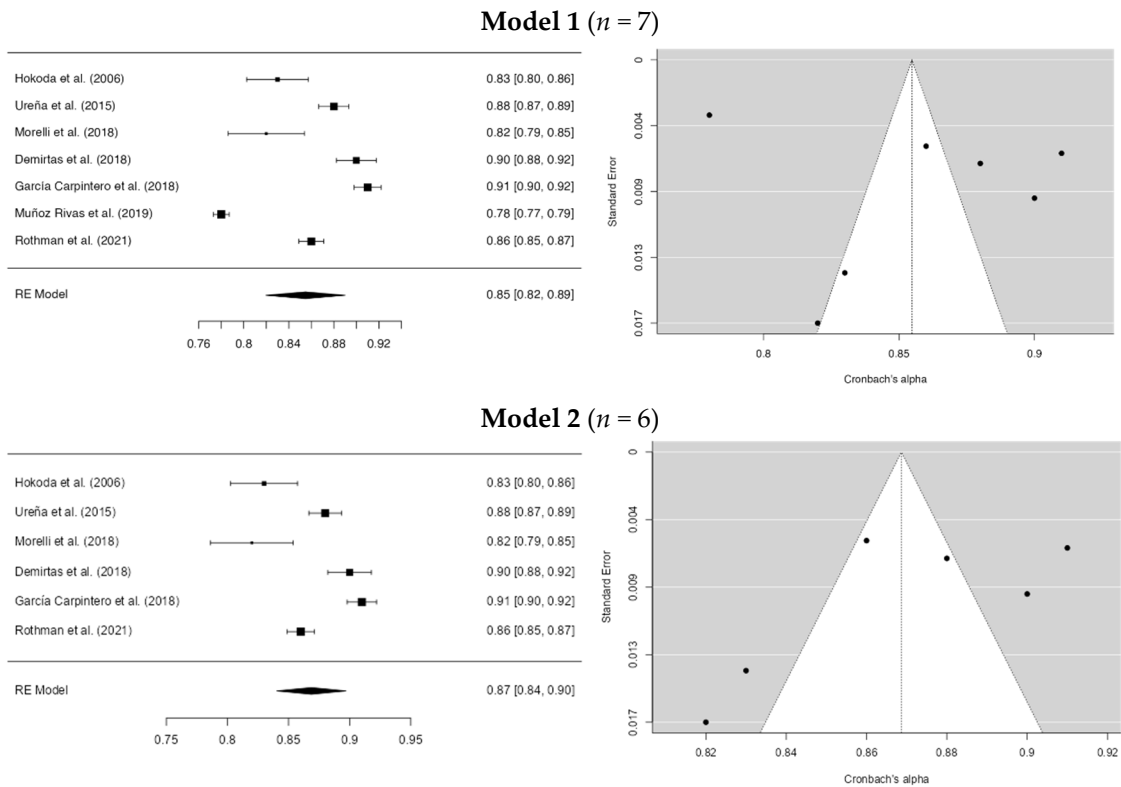 Model 1 (n = 7)
Hokoda et al. (2006) 0.83 [0.80, 0.86]
Ureña et al. (2015) 0.88 [0.87, 0.89]
Morelli et al. (2018) 0.82 [0.79, 0.85]
Demirtas et al. (2018) 0.90 [0.88, 0.92]
García Carpintero et al. (2018) 0.91 [0.90, 0.92]
Muñoz Rivas et al. (2019) 0.78 [0.77, 0.79]
Rothman et al. (2021) 0.86 [0.85, 0.87]
RE Model 0.85 [0.82, 0.89]
0.76 0.8 0.84 0.88 0.92
Standard Error
0
0.004
0.009
0.013
0.017
0.8 0.85 0.9
Cronbach's alpha
Model 2 (n = 6)
Hokoda et al. (2006) 0.83 [0.80, 0.86]
Ureña et al. (2015) 0.88 [0.87, 0.89]
Morelli et al. (2018) 0.82 [0.79, 0.85]
Demirtas et al. (2018) 0.90 [0.88, 0.92]
García Carpintero et al. (2018) 0.91 [0.90, 0.92]
Rothman et al. (2021) 0.86 [0.85, 0.87]
RE Model 0.87 [0.84, 0.90]
0.75 0.8 0.85 0.9 0.95
Standard Error
0
0.004
0.009
0.013
0.017
0.82 0.84 0.86 0.88 0.9 0.92
Cronbach's alpha